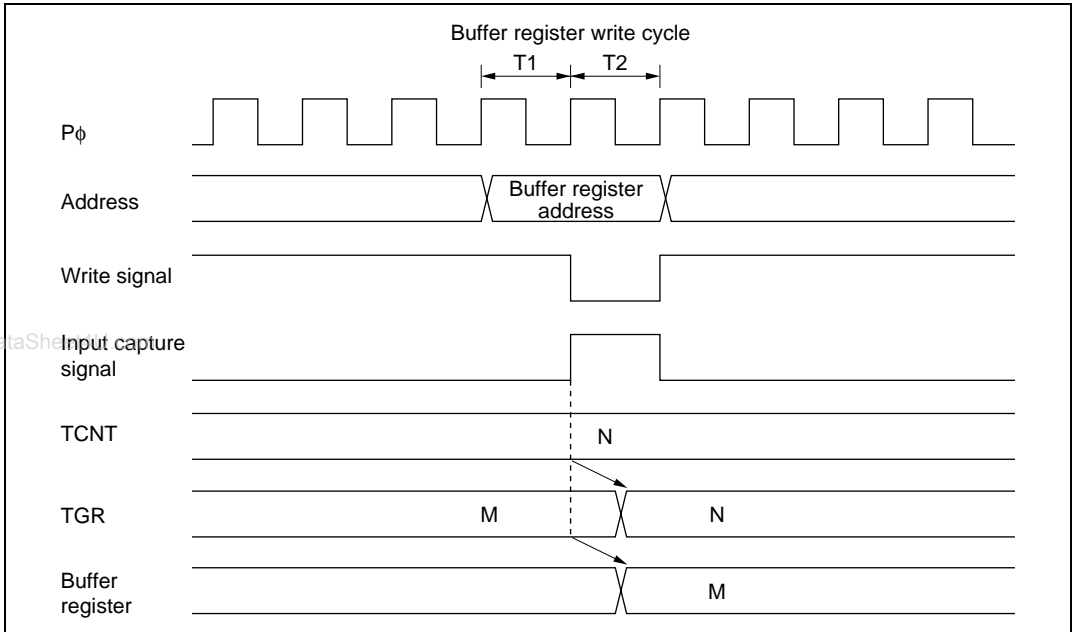 Buffer register write cycle
T1 T2
Pϕ
Address
Buffer register
address
Write signal
Input capture
signal
TCNT
N
TGR
M
N
Buffer
register
M